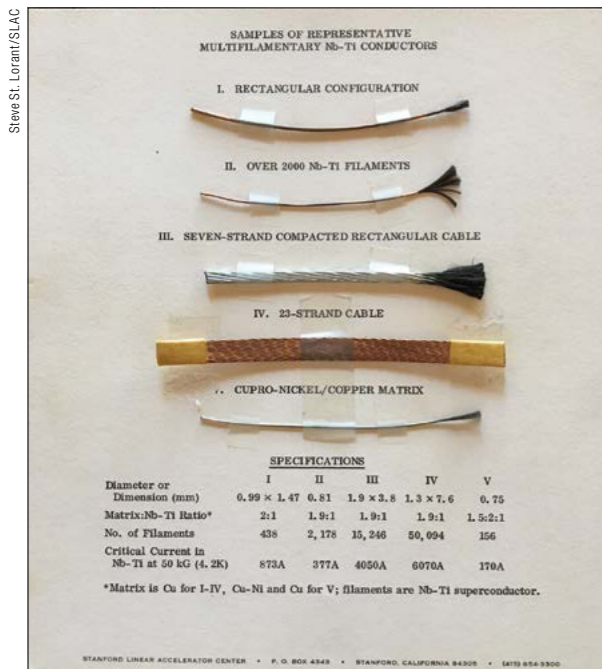 Steve St. Lorant/SLAC
SAMPLES OF REPRESENTATIVE
MULTIFILAMENTARY Nb-Ti CONDUCTORS
I. RECTANGULAR CONFIGURATION
II. OVER 2000 Nb-Ti FILAMENTS
III. SEVEN-STRAND COMPACTED RECTANGULAR CABLE
IV. 23-STRAND CABLE
. CUPRO-NICKEL/COPPER MATRIX
SPECIFICATIONS
I II III IV V
Diameter or
Dimension (mm) 0.99 × 1.47 0.81 1.9 × 3.8 1.3 × 7.6 0.75
Matrix:Nb-Ti Ratio* 2:1 1.9:1 1.9:1 1.9:1 1.5:2:1
No. of Filaments 438 2,178 15,246 50,094 156
Critical Current in
Nb-Ti at 50 kG (4.2K) 873A 377A 4050A 6070A 170A
*Matrix is Cu for I-IV, Cu-Ni and Cu for V; filaments are Nb-Ti superconductor.
STANFORD LINEAR ACCELERATOR CENTER • P. O. BOX 4349 • STANFORD, CALIFORNIA 94305 • (415) 854-3300